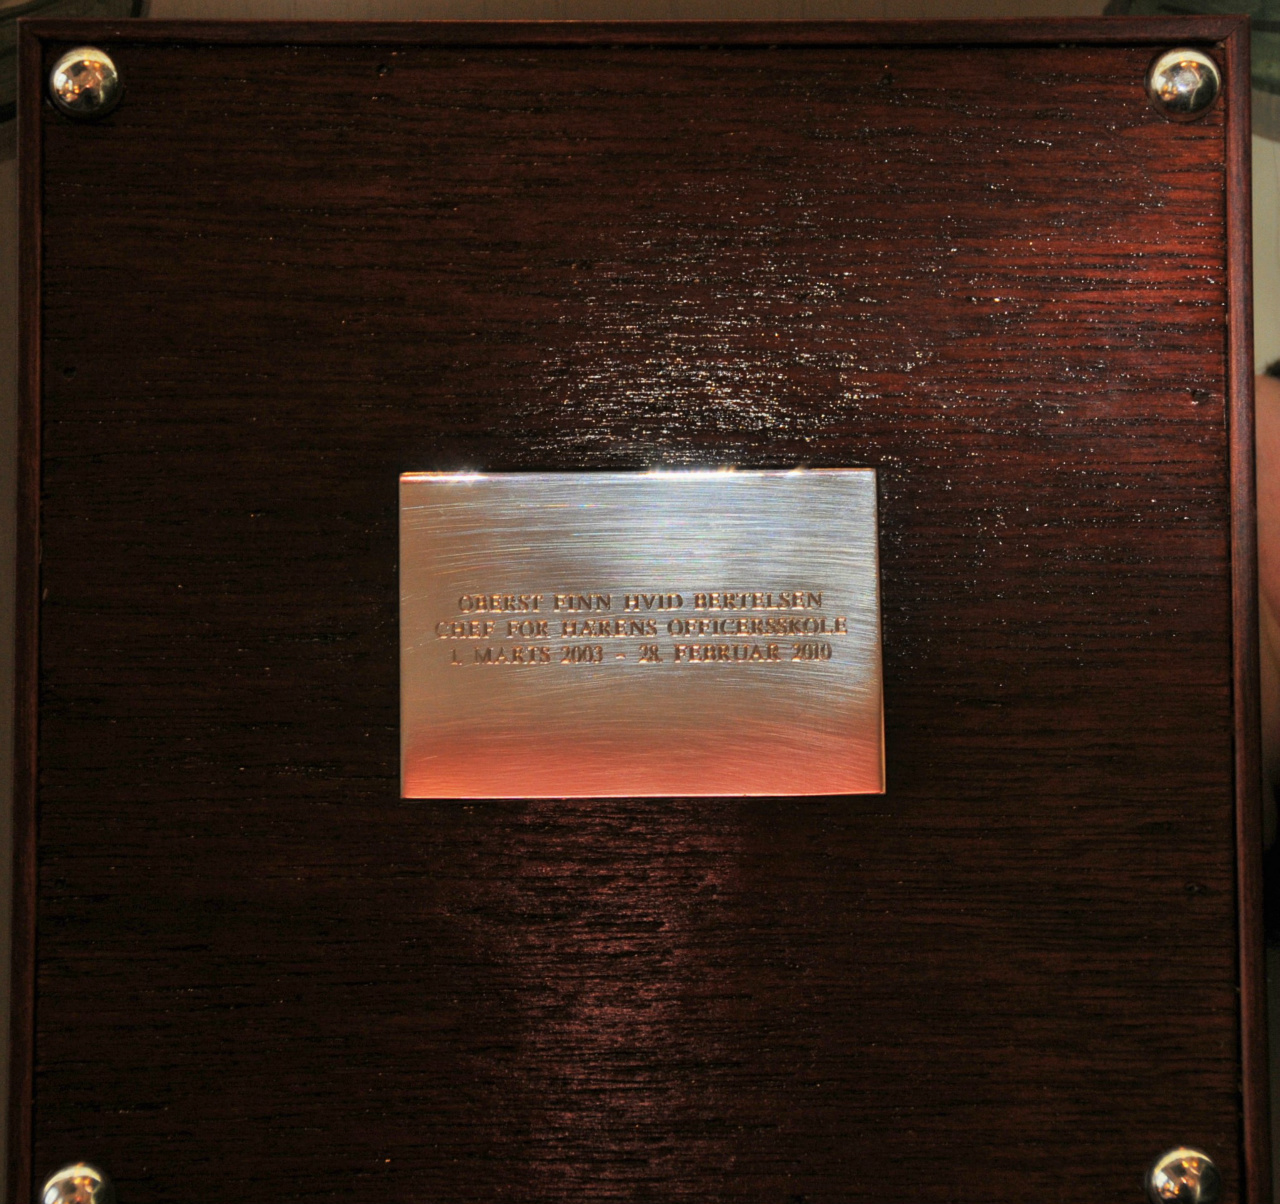 OBERST FINN HVID BERTELSEN
CHEF FOR HÆRENS OFFICERSSKOLE
1. MARTS 2003 - 28. FEBRUAR 2010